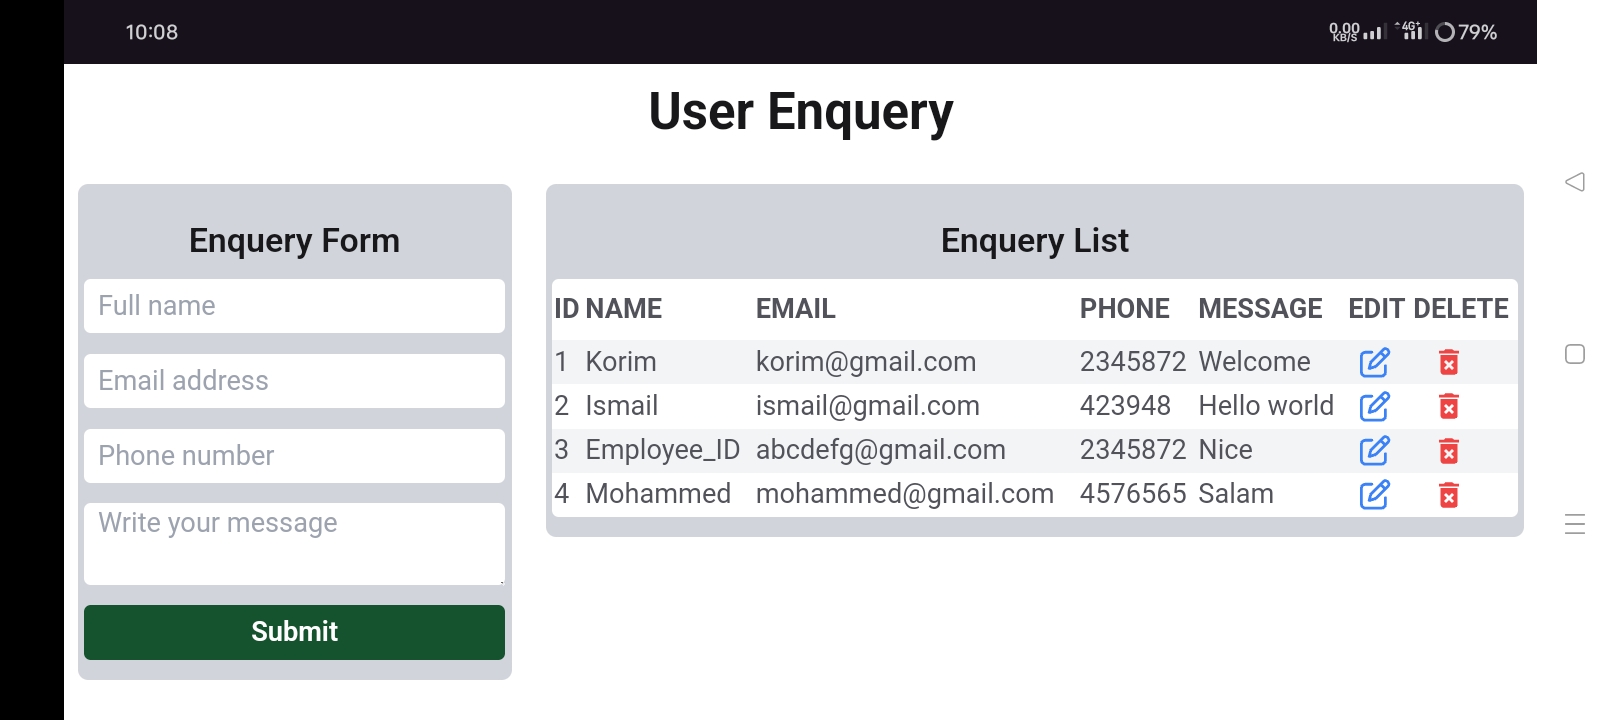 10:08
0.00 KB/S 4G+ 79%
User Enquery
Enquery Form
Full name
Email address
Phone number
Write your message
Submit
Enquery List
ID NAME EMAIL PHONE MESSAGE EDIT DELETE
1 Korim korim@gmail.com 2345872 Welcome
2 Ismail ismail@gmail.com 423948 Hello world
3 Employee_ID abcdefg@gmail.com 2345872 Nice
4 Mohammed mohammed@gmail.com 4576565 Salam